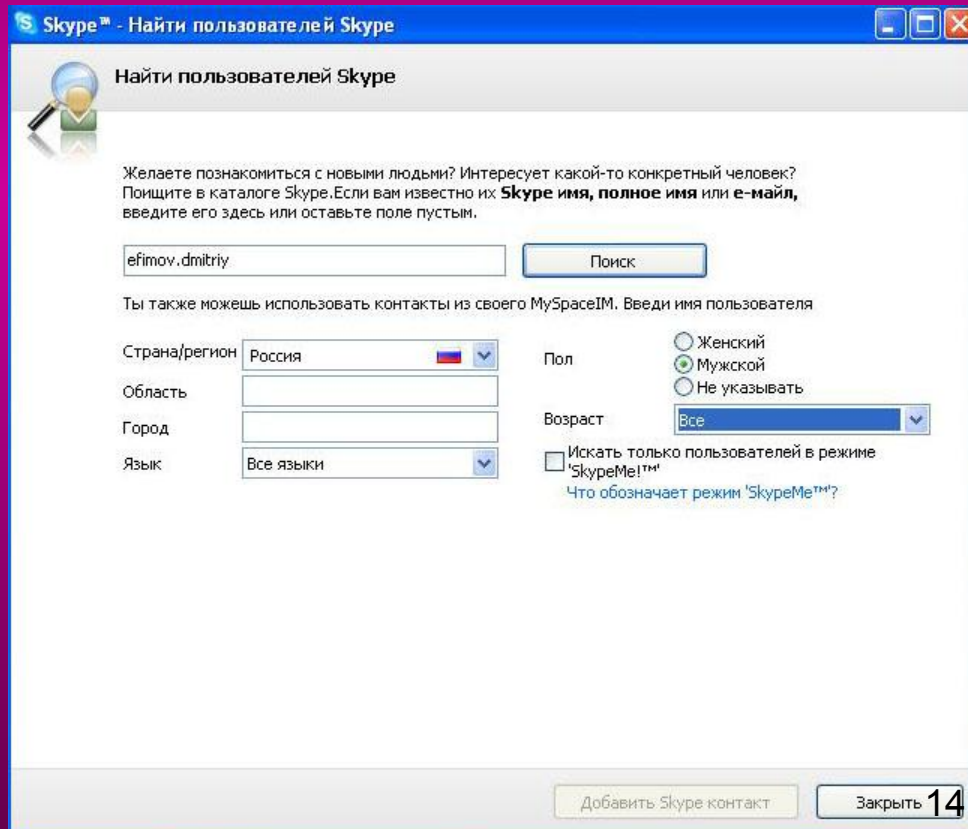 Skype™ - Найти пользователей Skype
Найти пользователей Skype
Желаете познакомиться с новыми людьми? Интересует какой-то конкретный человек?
Поищите в каталоге Skype.Если вам известно их Skype имя, полное имя или е-майл,
введите его здесь или оставьте поле пустым.
efimov.dmitriy
Поиск
Ты также можешь использовать контакты из своего MySpaceIM. Введи имя пользователя
Страна/регион Россия
Область
Город
Язык Все языки
Пол
Женский
Мужской
Не указывать
Возраст Все
Искать только пользователей в режиме
'SkypeMe!™'
Что обозначает режим 'SkypeMe™'?
Добавить Skype контакт
Закрыть
14